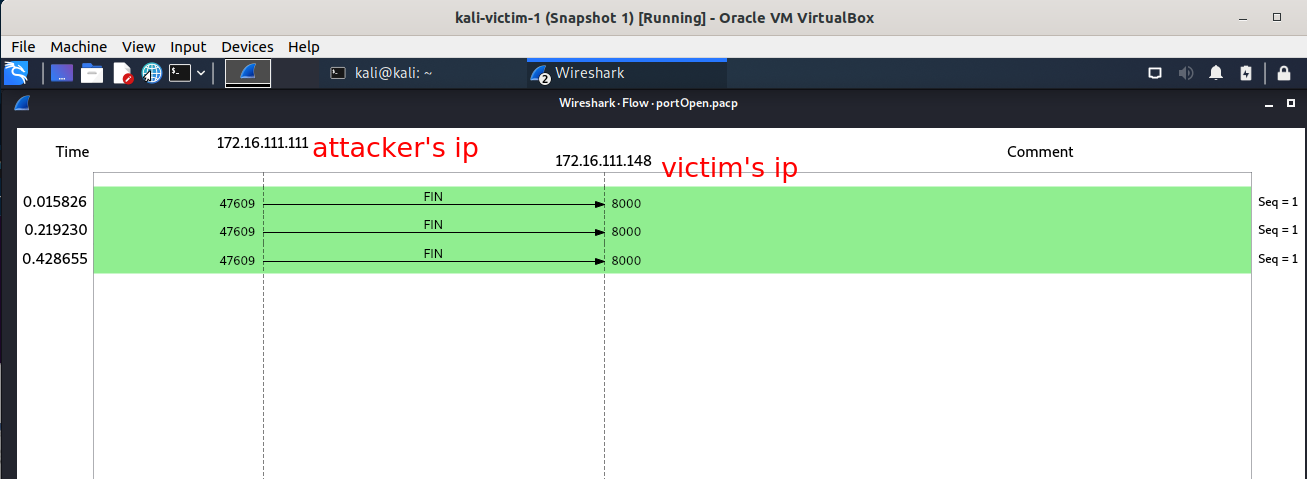 kali-victim-1 (Snapshot 1) [Running] - Oracle VM VirtualBox
File Machine View Input Devices Help
kali@kali: ~ 2 Wireshark
Wireshark · Flow · portOpen.pacp
Time 172.16.111.111 attacker's ip 172.16.111.148 victim's ip Comment
0.015826 47609 FIN 8000 Seq = 1
0.219230 47609 FIN 8000 Seq = 1
0.428655 47609 FIN 8000 Seq = 1